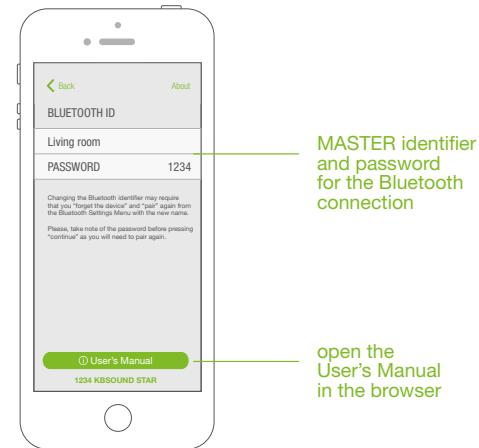 Back About
BLUETOOTH ID
Living room
PASSWORD 1234
Changing the Bluetooth identifier may require
that you "forget the device" and "pair" again from
the Bluetooth Settings Menu with the new name.
Please, take note of the password before pressing
"continue" as you will need to pair again.
User's Manual
1234 KBSOUND STAR
MASTER identifier
and password
for the Bluetooth
connection
open the
User's Manual
in the browser